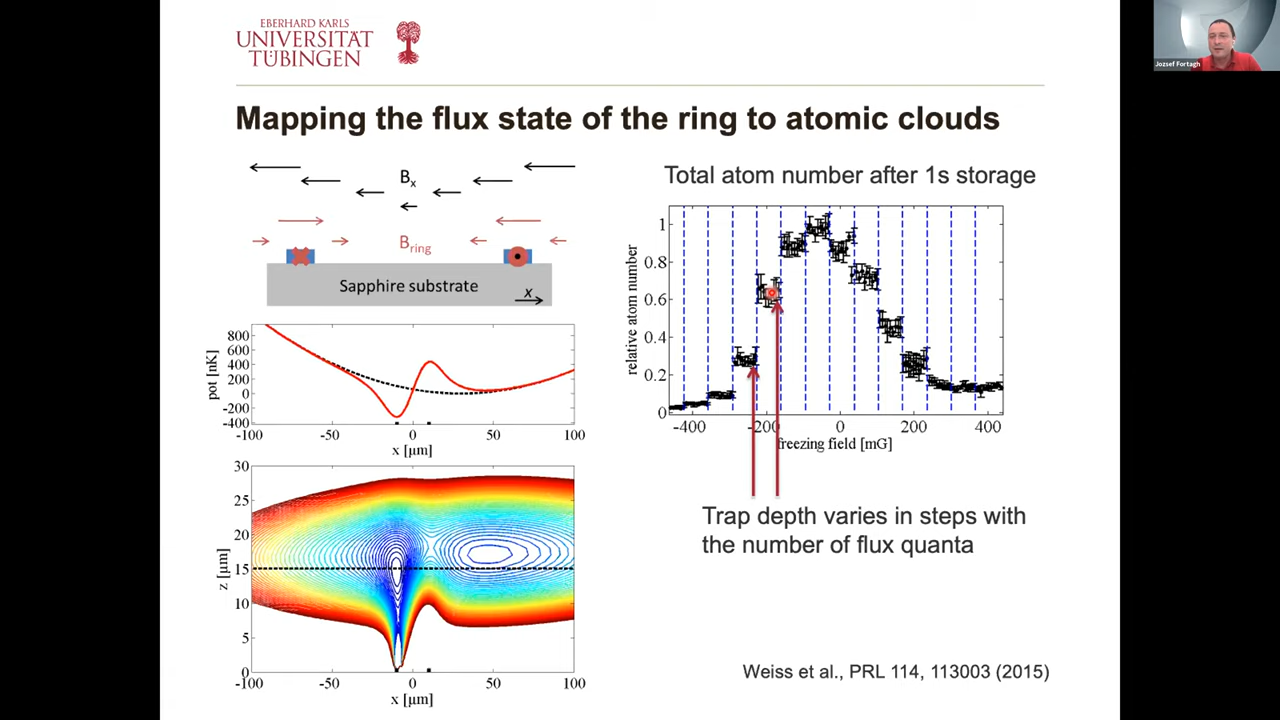 EBERHARD KARLS
UNIVERSITÄT
TÜBINGEN
Jozsef Fortagh
Mapping the flux state of the ring to atomic clouds
Bx
Bring
Sapphire substrate
x
pot [nK]
800
600
400
200
0
-200
-400
-100 -50 0 50 100
x [µm]
z [µm]
30
25
20
15
10
5
0
-100 -50 0 50 100
x [µm]
Total atom number after 1s storage
relative atom number
1
0.8
0.6
0.4
0.2
0
-400 -200 0 200 400
freezing field [mG]
Trap depth varies in steps with
the number of flux quanta
Weiss et al., PRL 114, 113003 (2015)